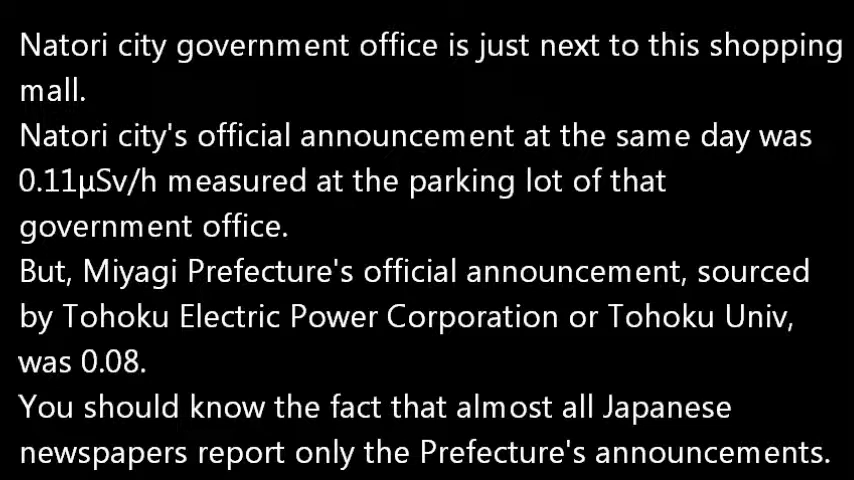 Natori city government office is just next to this shopping
mall.
Natori city's official announcement at the same day was
0.11μSv/h measured at the parking lot of that
government office.
But, Miyagi Prefecture's official announcement, sourced
by Tohoku Electric Power Corporation or Tohoku Univ,
was 0.08.
You should know the fact that almost all Japanese
newspapers report only the Prefecture's announcements.